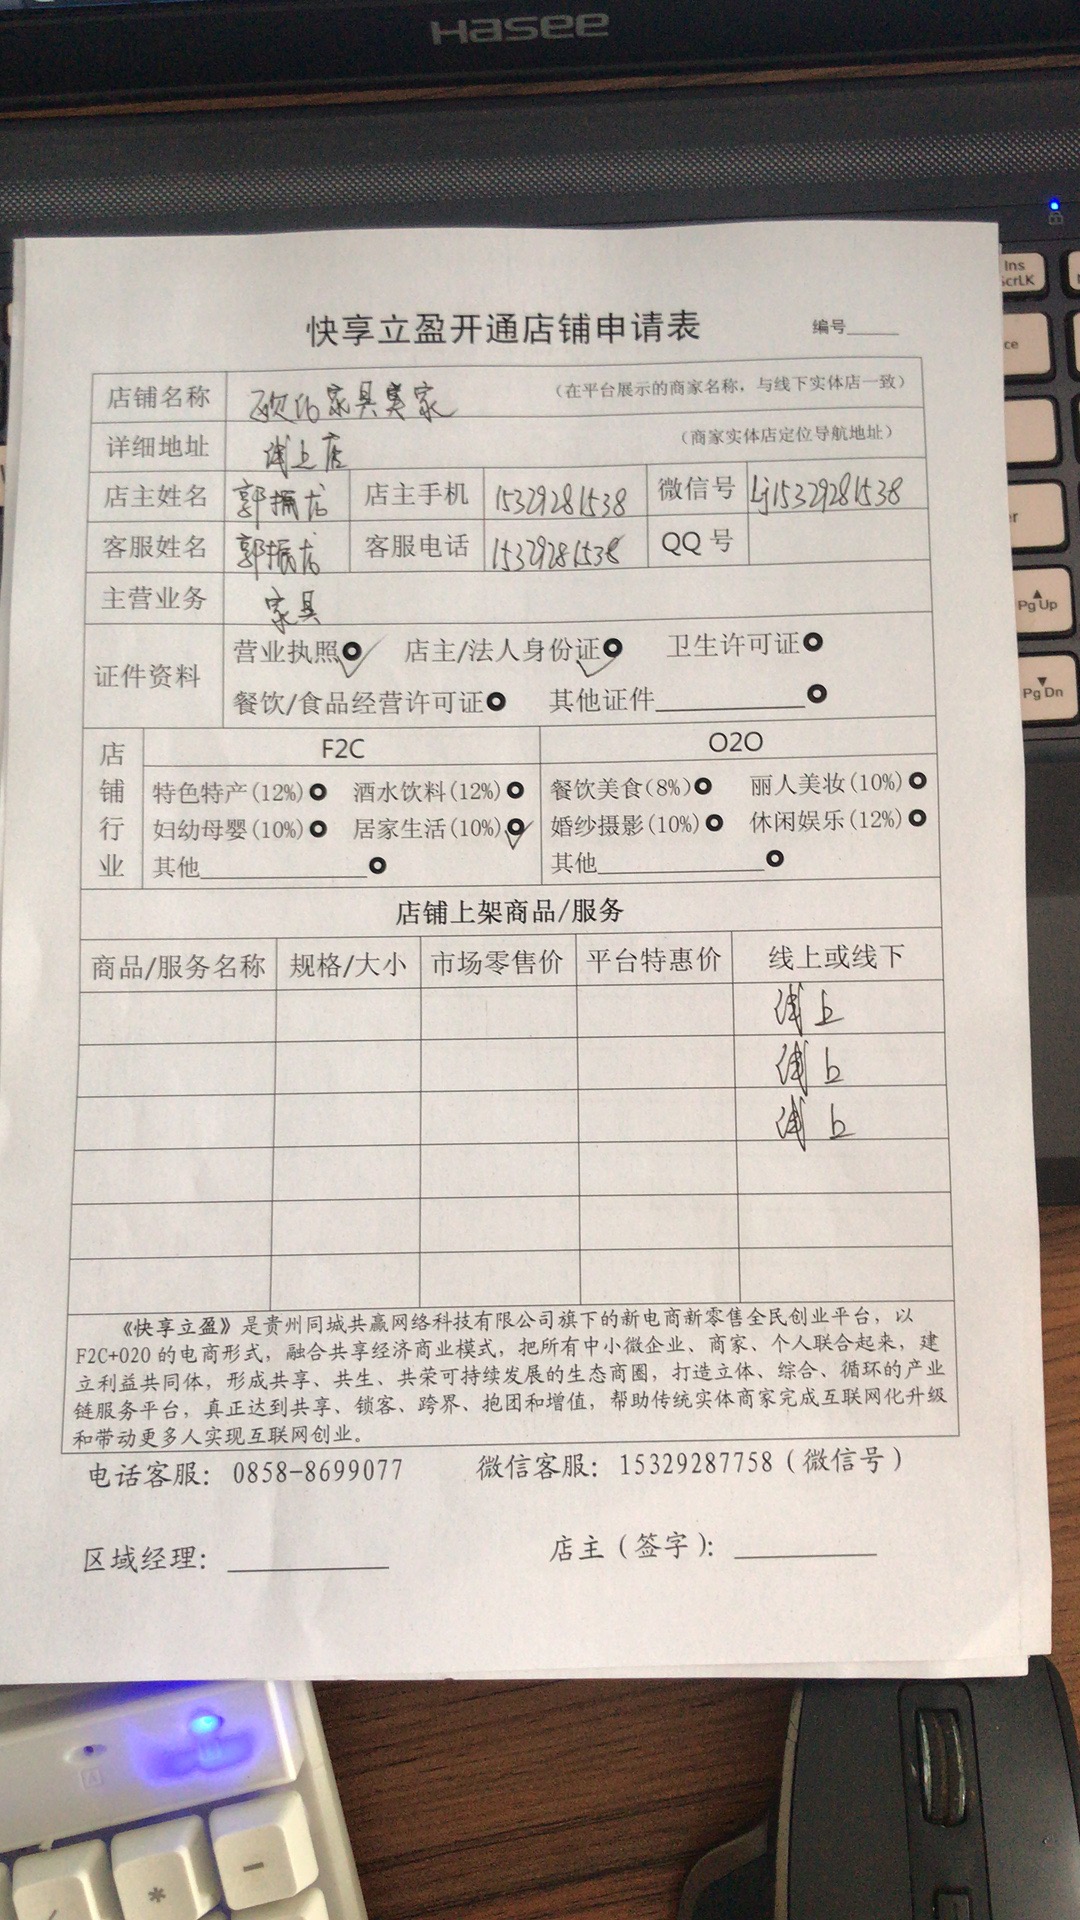 Hasee
Ins
ScrLK
Pg Up
Pg Dn
快享立盈开通店铺申请表 编号____
店铺名称 家具 家 (在平台展示的商家名称，与线下实体店一致)
详细地址 上店 (商家实体店定位导航地址)
店主姓名 郭振龙 店主手机 15329281538 微信号 Lj15329281538
客服姓名 郭振龙 客服电话 15329281538 QQ 号
主营业务 家具
证件资料 营业执照 店主/法人身份证 卫生许可证
餐饮/食品经营许可证 其他证件__________
店铺行业 F2C O2O
特色特产(12%) 酒水饮料(12%) 餐饮美食(8%) 丽人美妆(10%)
妇幼母婴(10%) 居家生活(10%) 婚纱摄影(10%) 休闲娱乐(12%)
其他__________ 其他__________
店铺上架商品/服务
商品/服务名称 规格/大小 市场零售价 平台特惠价 线上或线下
上
上
上
《快享立盈》是贵州同城共赢网络科技有限公司旗下的新电商新零售全民创业平台，以
F2C+O2O 的电商形式，融合共享经济商业模式，把所有中小微企业、商家、个人联合起来，建
立利益共同体，形成共享、共生、共荣可持续发展的生态商圈，打造立体、综合、循环的产业
链服务平台，真正达到共享、锁客、跨界、抱团和增值，帮助传统实体商家完成互联网化升级
和带动更多人实现互联网创业。
电话客服：0858-8699077 微信客服：15329287758（微信号）
区域经理：__________ 店主（签字）：__________